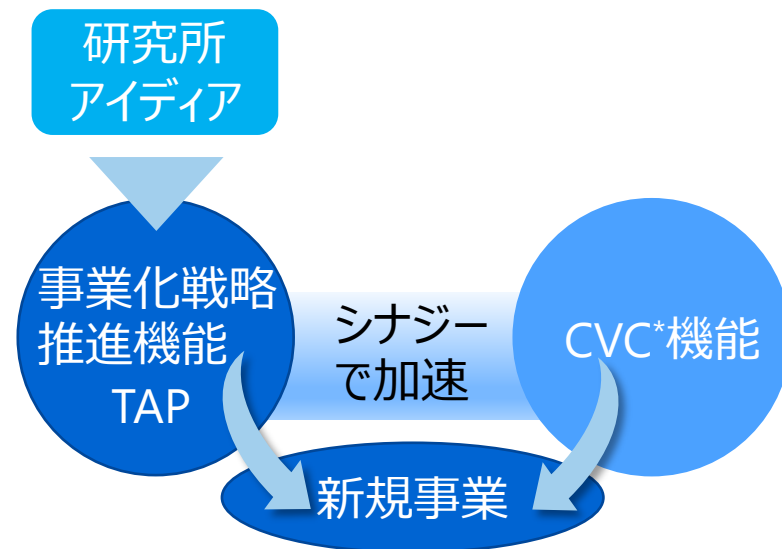 研究所
アイディア
事業化戦略
推進機能
TAP
シナジー
で加速
CVC*機能
新規事業